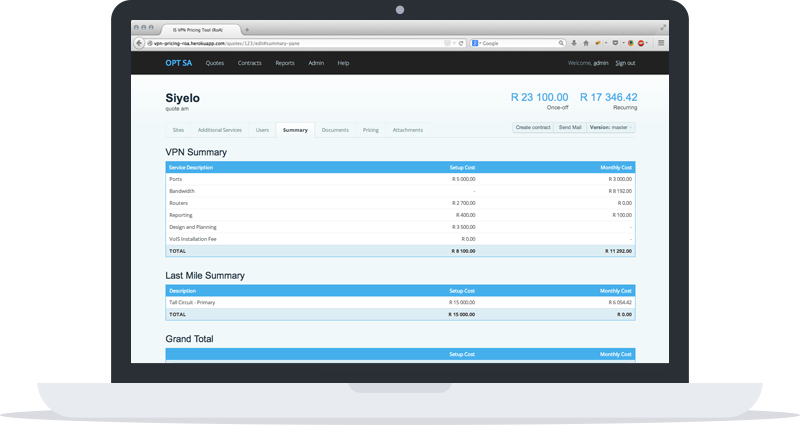 IS VPN Pricing Tool (RoA)
vpn-pricing-roa.herokuapp.com/quotes/123/edit#summary-pane
Google
OPT SA Quotes Contracts Reports Admin Help Welcome, admin Sign out
Siyelo
quote am
R 23 100.00 R 17 346.42
Once-off Recurring
Sites Additional Services Users Summary Documents Pricing Attachments Create contract Send Mail Version: master
VPN Summary
Service Description Setup Cost Monthly Cost
Ports R 5 000.00 R 3 000.00
Bandwidth - R 8 192.00
Routers R 2 700.00 R 0.00
Reporting R 400.00 R 100.00
Design and Planning R 3 500.00 -
VoIS Installation Fee R 0.00 -
TOTAL R 8 100.00 R 11 292.00
Last Mile Summary
Description Setup Cost Monthly Cost
Tail Circuit - Primary R 15 000.00 R 6 054.42
TOTAL R 15 000.00 R 0.00
Grand Total
Setup Cost Monthly Cost